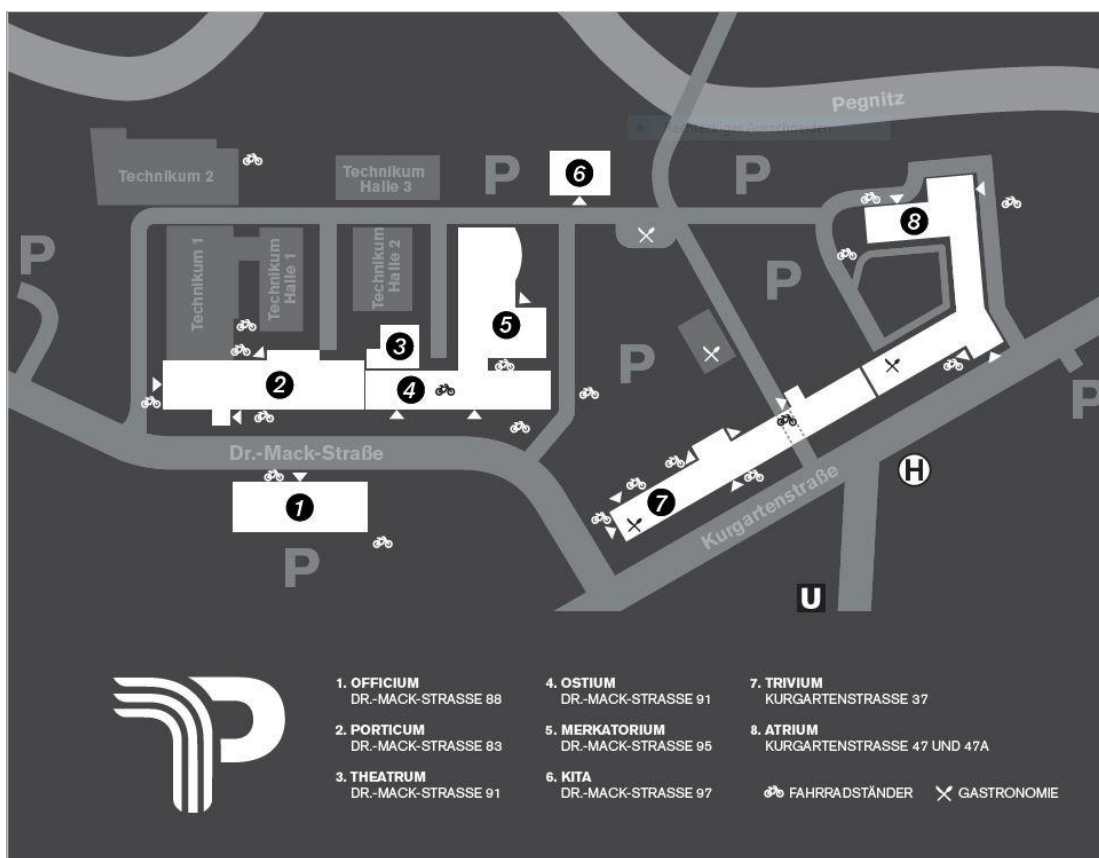 Pegnitz
Technikum 2
Technikum
Halle 3
P
6
P
8
P
Technikum 1
Technikum
Halle 1
Technikum
Halle 2
P
5
3
P
2
4
P
Dr.-Mack-Straße
H
1
7
Kurgartenstraße
P
U
1. OFFICIUM
DR.-MACK-STRASSE 88
2. PORTICUM
DR.-MACK-STRASSE 83
3. THEATRUM
DR.-MACK-STRASSE 91
4. OSTIUM
DR.-MACK-STRASSE 91
5. MERKATORIUM
DR.-MACK-STRASSE 95
6. KITA
DR.-MACK-STRASSE 97
7. TRIVIUM
KURGARTENSTRASSE 37
8. ATRIUM
KURGARTENSTRASSE 47 UND 47A
FAHRRADSTÄNDER
GASTRONOMIE